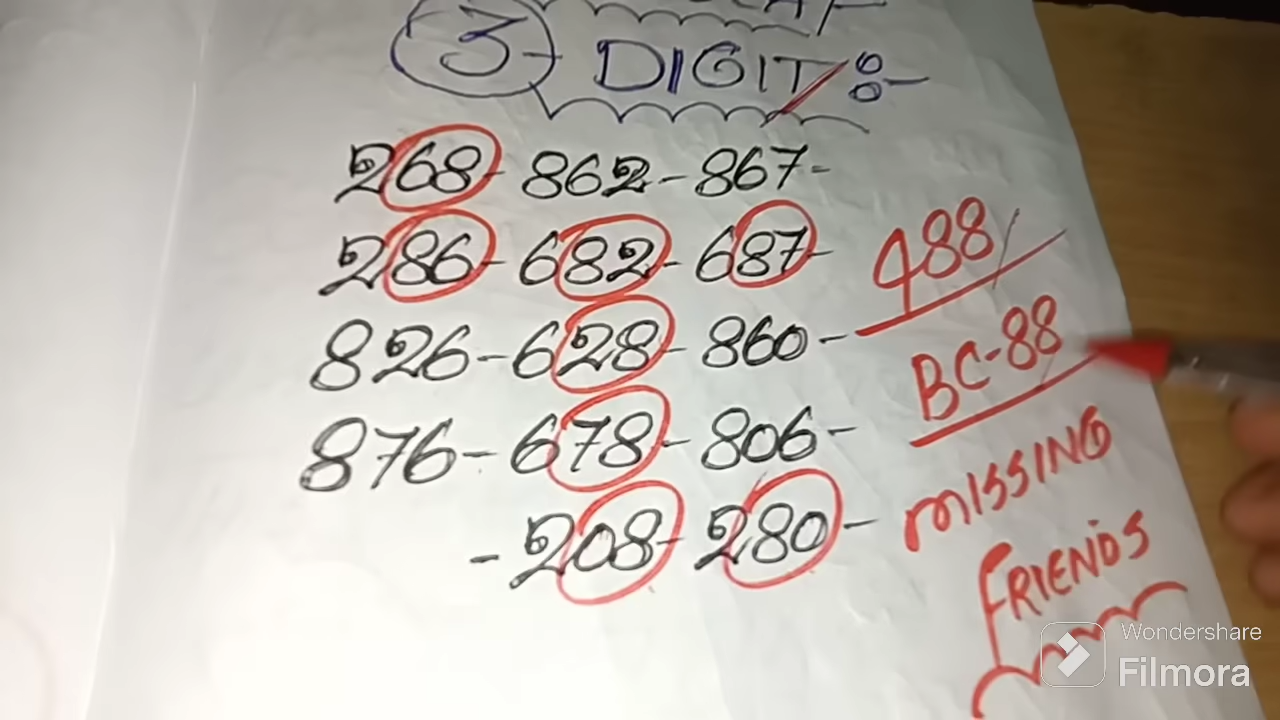 3 DIGIT :-
268 - 862 - 867 -
286 - 682 - 687 -
826 - 628 - 860 -
876 - 678 - 806 -
- 208 - 280 -
488/
BC-88
MISSING
FRIENDS
Wondershare
Filmora